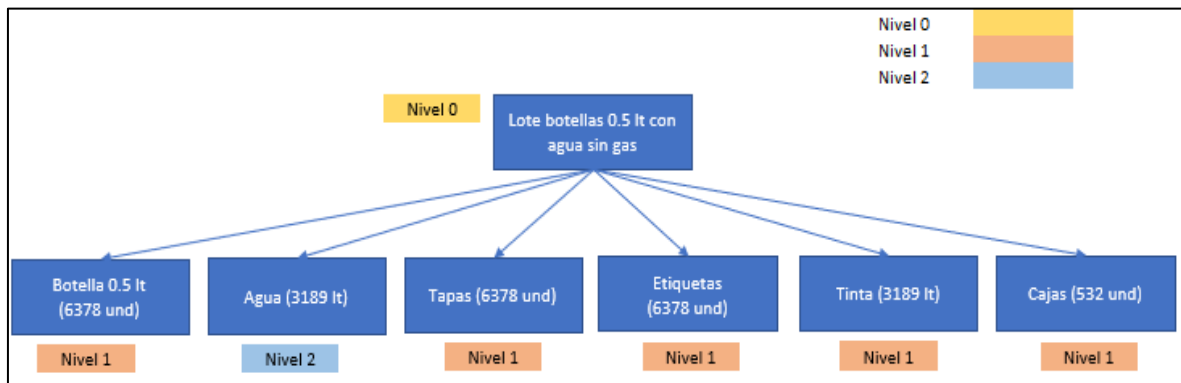 Nivel 0
Nivel 1
Nivel 2
Nivel 0
Lote botellas 0.5 lt con
agua sin gas
Botella 0.5 lt
(6378 und)
Agua (3189 lt)
Tapas (6378 und)
Etiquetas
(6378 und)
Tinta (3189 lt)
Cajas (532 und)
Nivel 1
Nivel 2
Nivel 1
Nivel 1
Nivel 1
Nivel 1